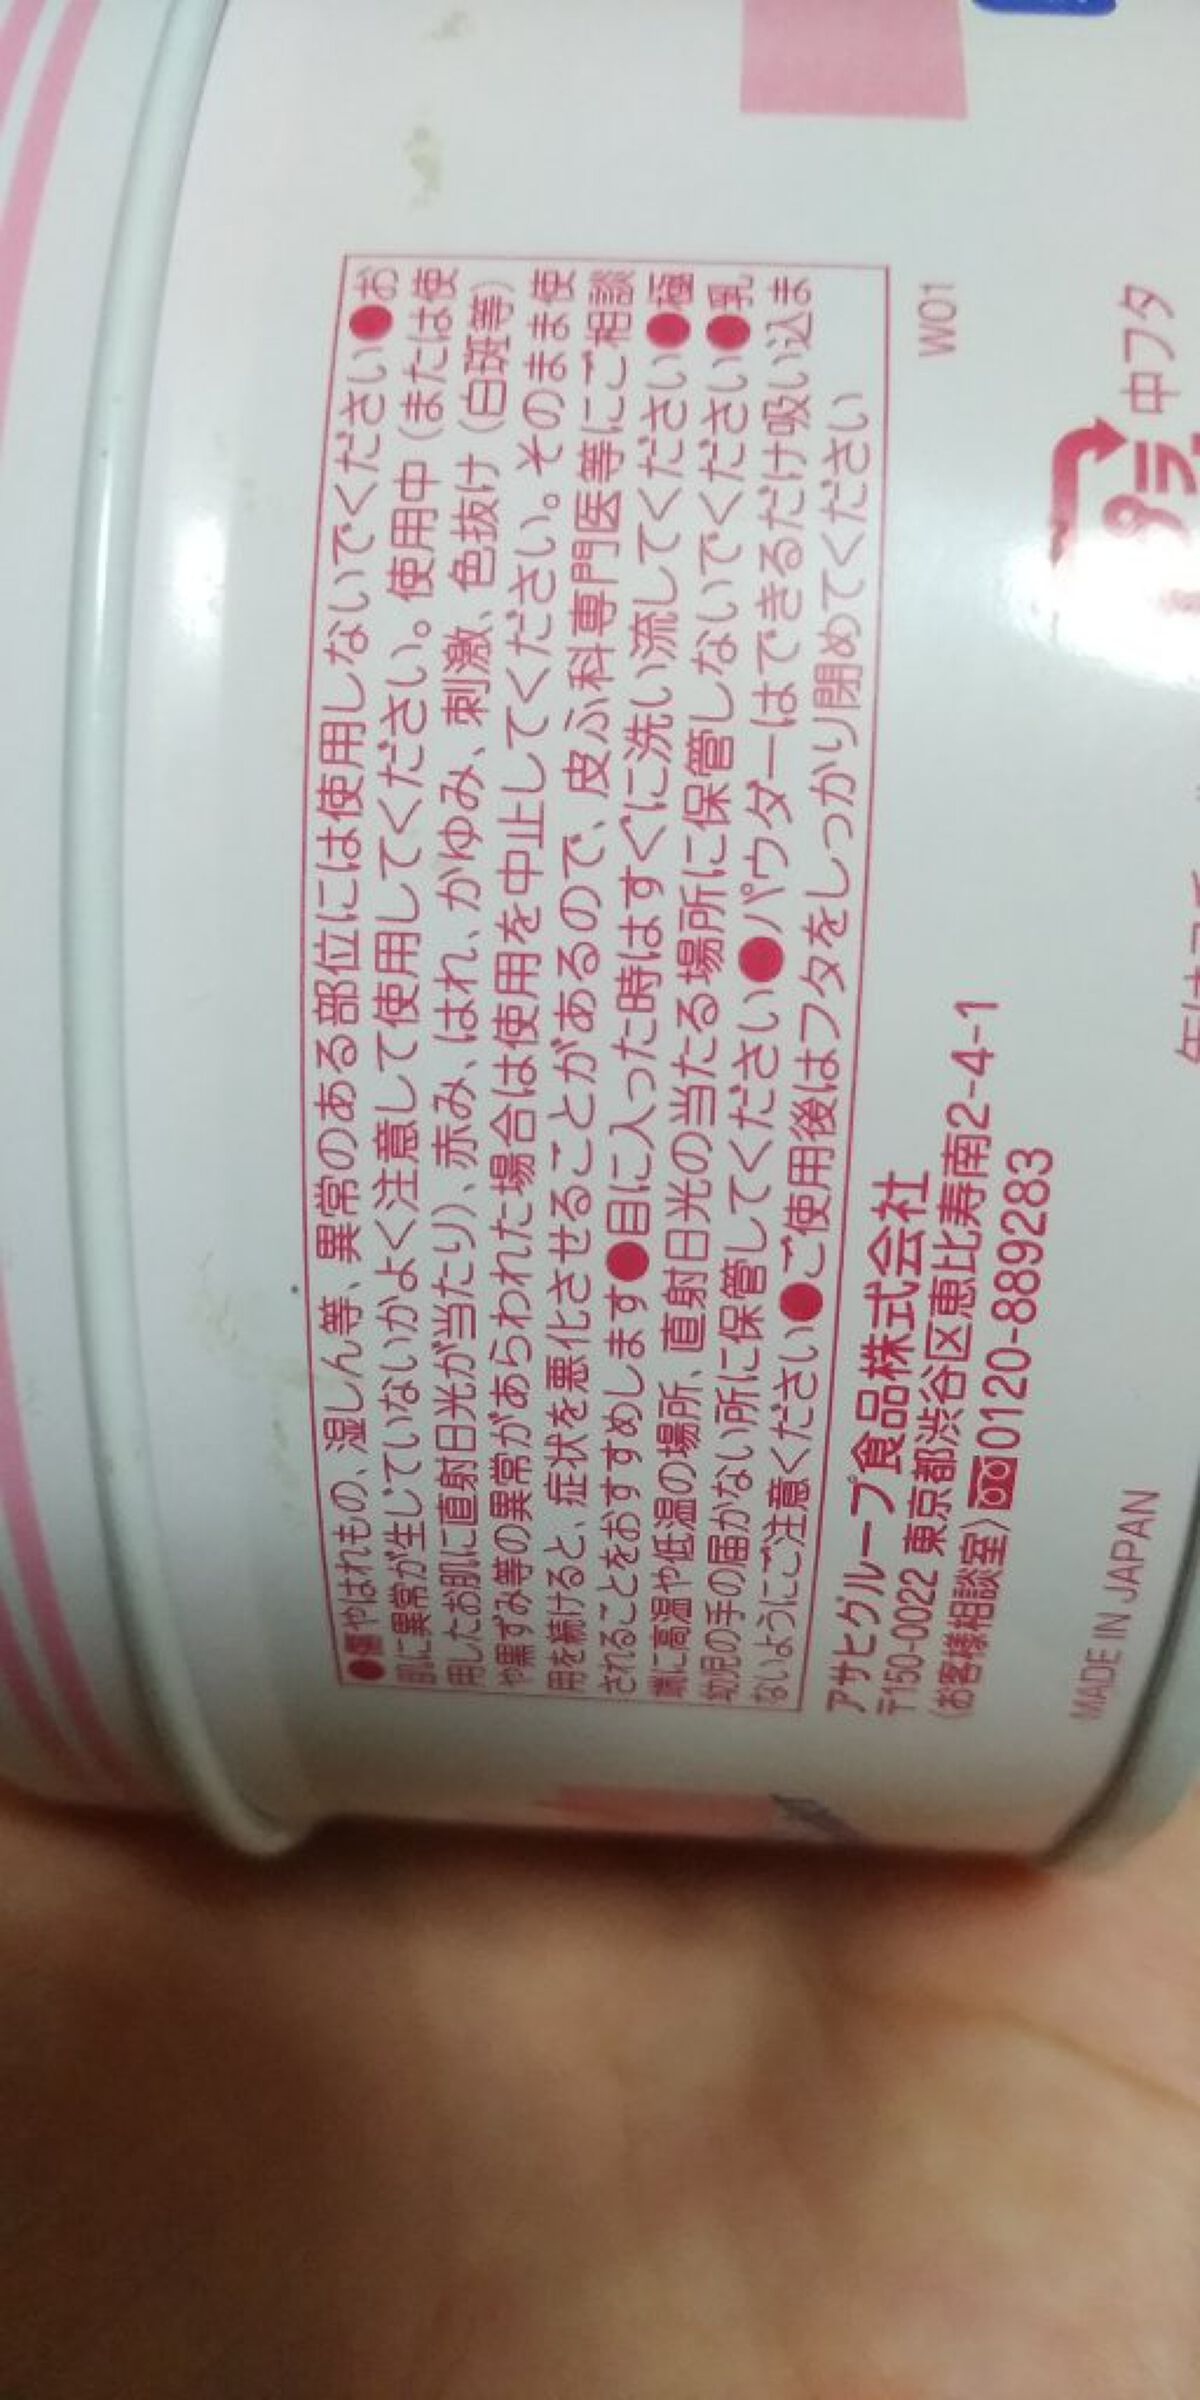 ●傷やはれもの、湿しん等、異常のある部位には使用しないでください●お
肌に異常が生じていないかよく注意して使用してください。使用中（または使
用したお肌に直射日光が当たり）、赤み、はれ、かゆみ、刺激、色抜け（白斑等）
や黒ずみ等の異常があらわれた場合は使用を中止してください。そのまま使
用を続けると、症状を悪化させることがあるので、皮ふ科専門医等にご相談
されることをおすすめします●目に入った時はすぐに洗い流してください●極
端に高温や低温の場所、直射日光の当たる場所に保管しないでください●乳
幼児の手の届かない所に保管してください●パウダーはできるだけ吸い込ま
ないようにご注意ください●ご使用後はフタをしっかり閉めてください
アサヒグループ食品株式会社
〒150-0022 東京都渋谷区恵比寿南2-4-1
〈お客様相談室〉0120-889283
W01
MADE IN JAPAN
プラ
中フタ